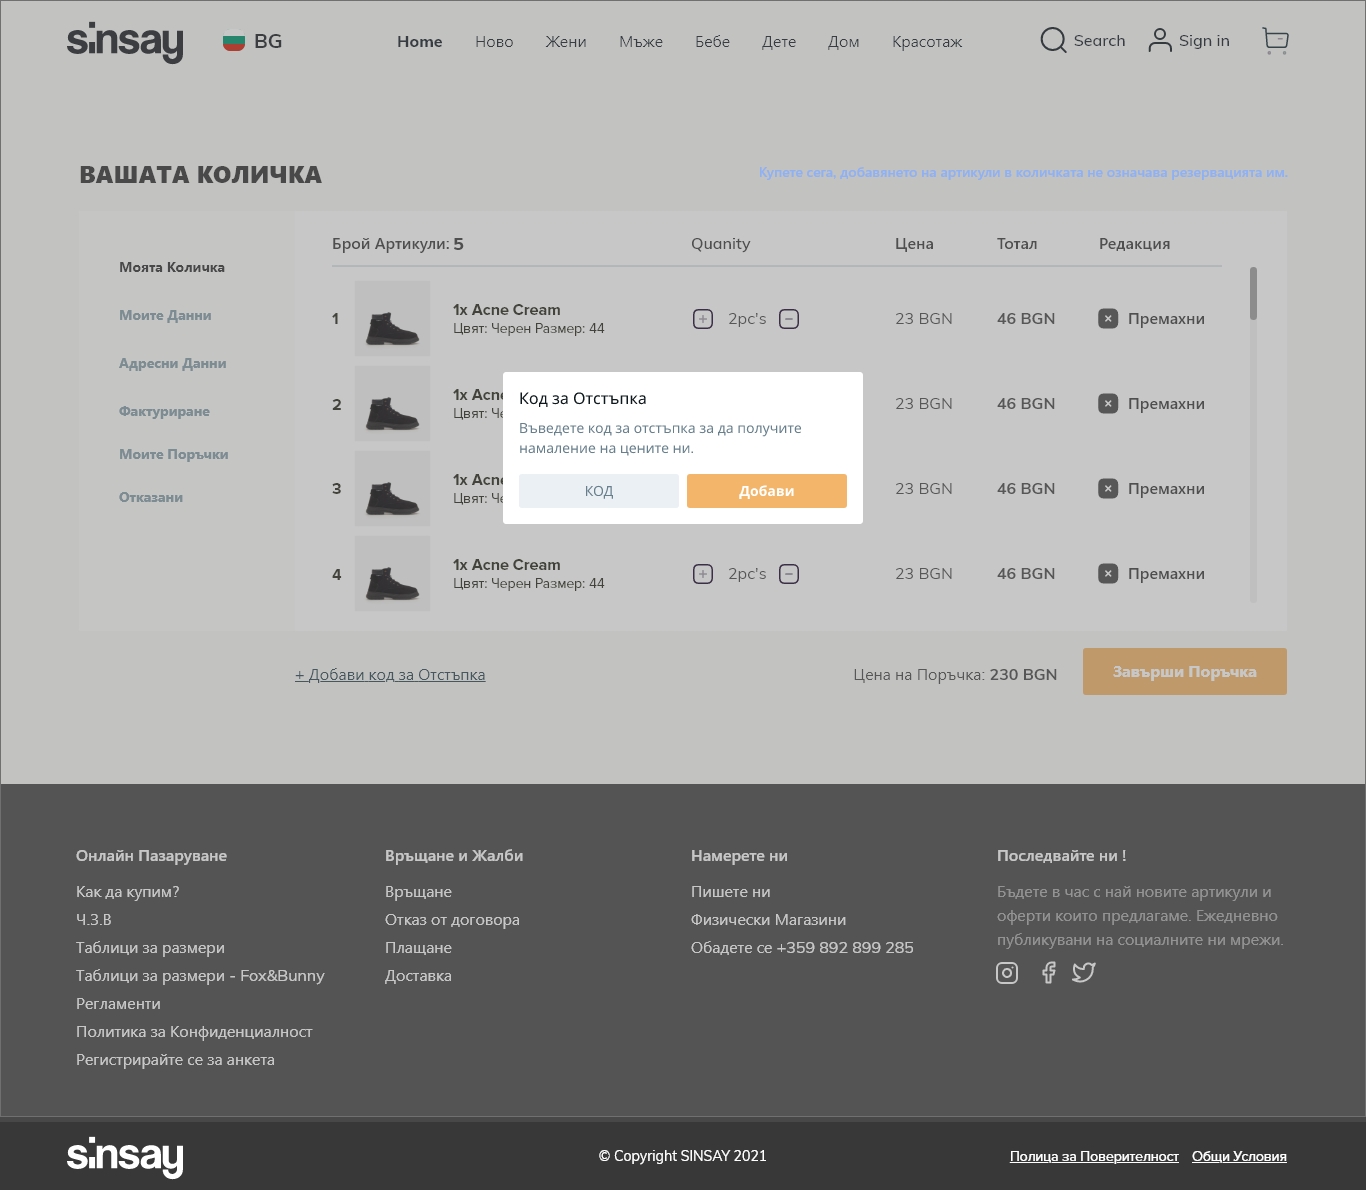 sinsay
BG
Home
Ново
Жени
Мъже
Бебе
Дете
Дом
Красотаж
Search
Sign in
ВАШАТА КОЛИЧКА
Купете сега, добавянето на артикули в количката не означава резервацията им.
Моята Количка
Моите Данни
Адресни Данни
Фактуриране
Моите Поръчки
Отказани
Брой Артикули: 5
Quanity
Цена
Тотал
Редакция
1
1x Acne Cream
Цвят: Черен Размер: 44
2pc's
23 BGN
46 BGN
Премахни
2
1x Acne
Цвят: Че
23 BGN
46 BGN
Премахни
3
1x Acne
Цвят: Че
23 BGN
46 BGN
Премахни
4
1x Acne Cream
Цвят: Черен Размер: 44
2pc's
23 BGN
46 BGN
Премахни
Код за Отстъпка
Въведете код за отстъпка за да получите
намаление на цените ни.
КОД
Добави
+ Добави код за Отстъпка
Цена на Поръчка: 230 BGN
Завърши Поръчка
Онлайн Пазаруване
Как да купим?
Ч.З.В
Таблици за размери
Таблици за размери - Fox&Bunny
Регламенти
Политика за Конфиденциалност
Регистрирайте се за анкета
Връщане и Жалби
Връщане
Отказ от договора
Плащане
Доставка
Намерете ни
Пишете ни
Физически Магазини
Обадете се +359 892 899 285
Последвайте ни !
Бъдете в час с най новите артикули и
оферти които предлагаме. Ежедневно
публикувани на социалните ни мрежи.
sinsay
© Copyright SINSAY 2021
Полица за Поверителност
Общи Условия